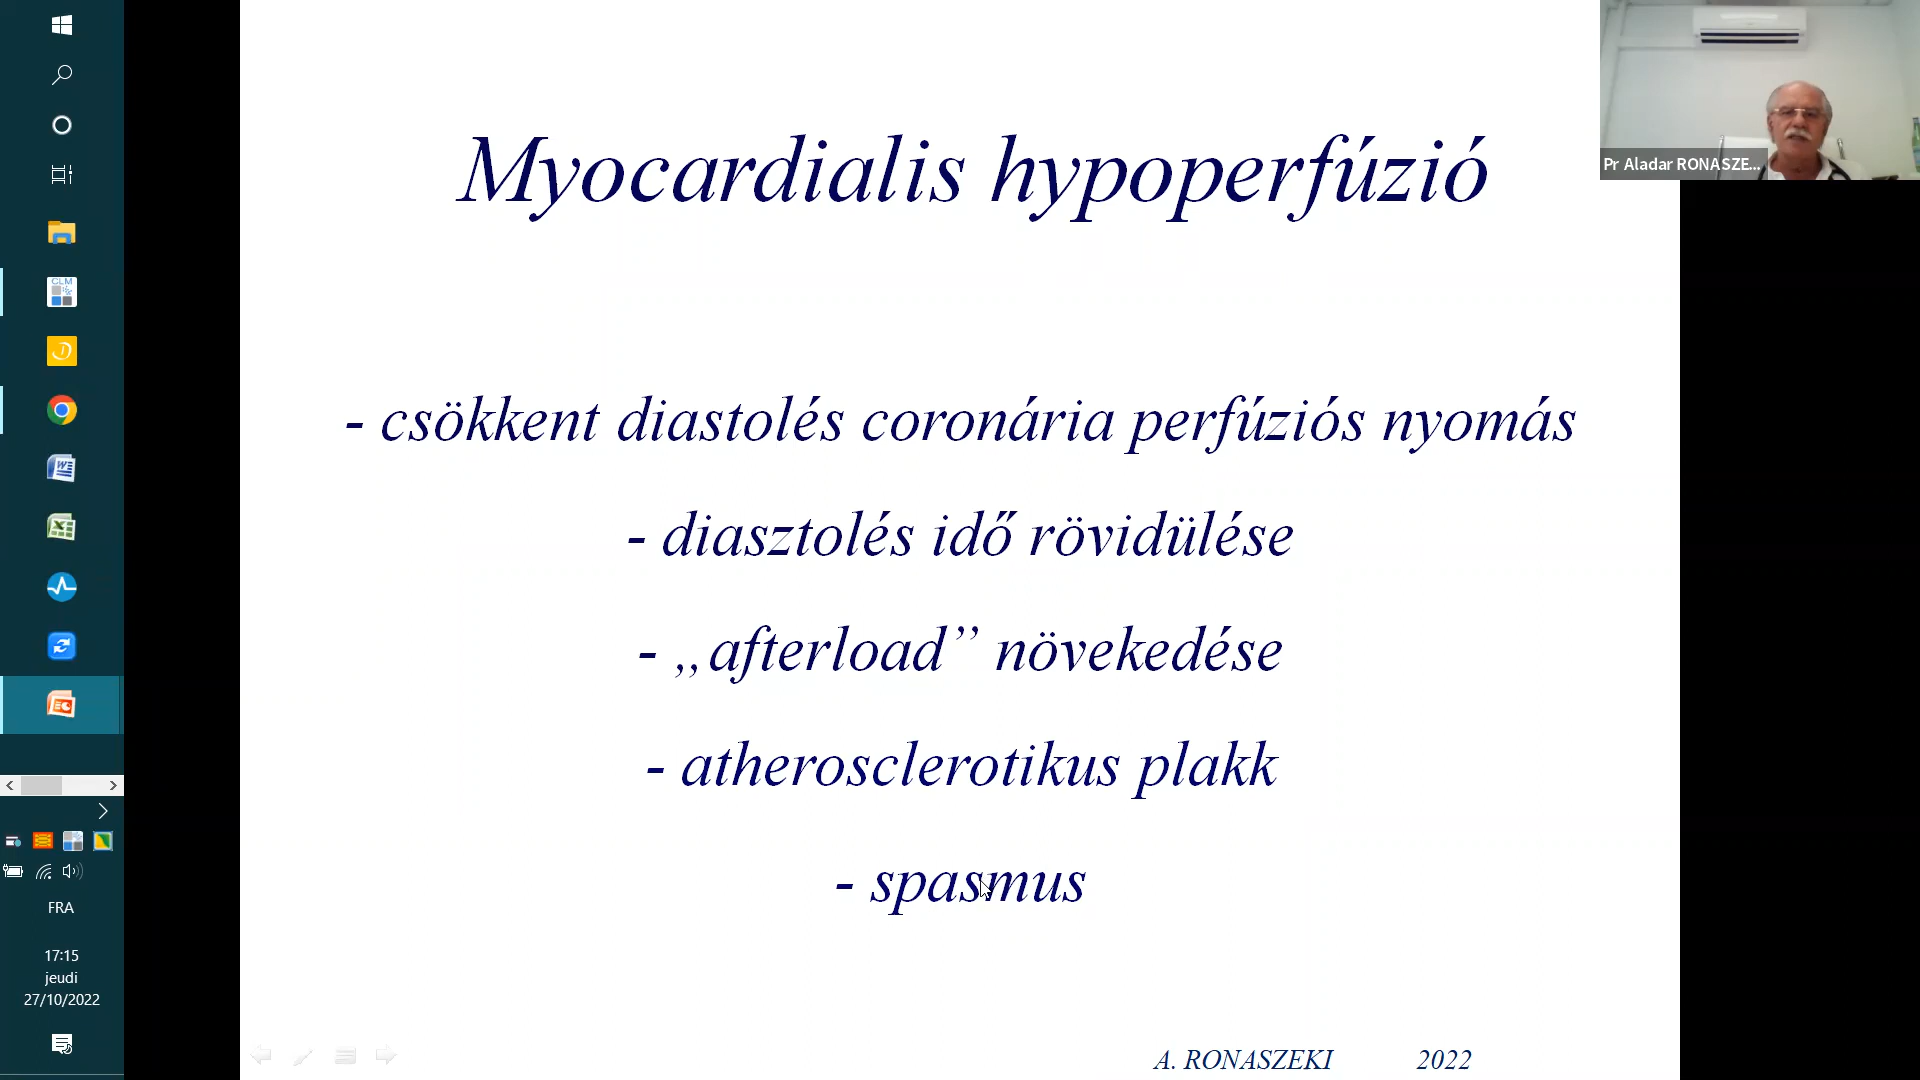 Myocardialis hypoperfúzió
- csökkent diastolés coronária perfúziós nyomás
- diasztolés idő rövidülése
- „afterload” növekedése
- atherosclerotikus plakk
- spasmus
A. RONASZEKI 2022
Pr Aladar RONASZE...
CLM
FRA
17:15
jeudi
27/10/2022